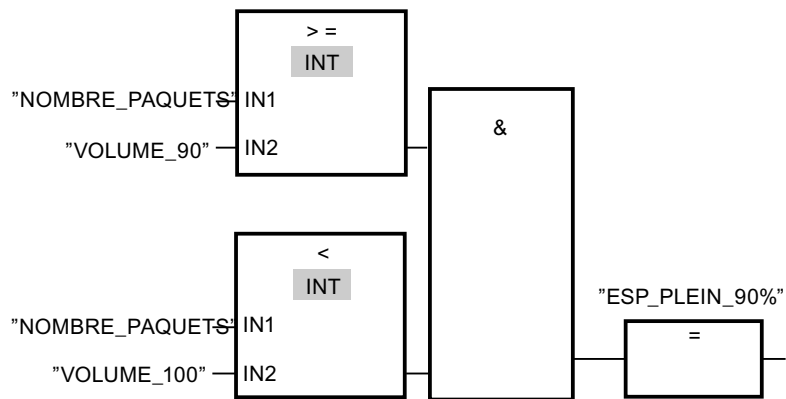 > =
INT
"NOMBRE_PAQUETS" IN1
"VOLUME_90" IN2
&
<
INT
"ESP_PLEIN_90%"
=
"NOMBRE_PAQUETS" IN1
"VOLUME_100" IN2